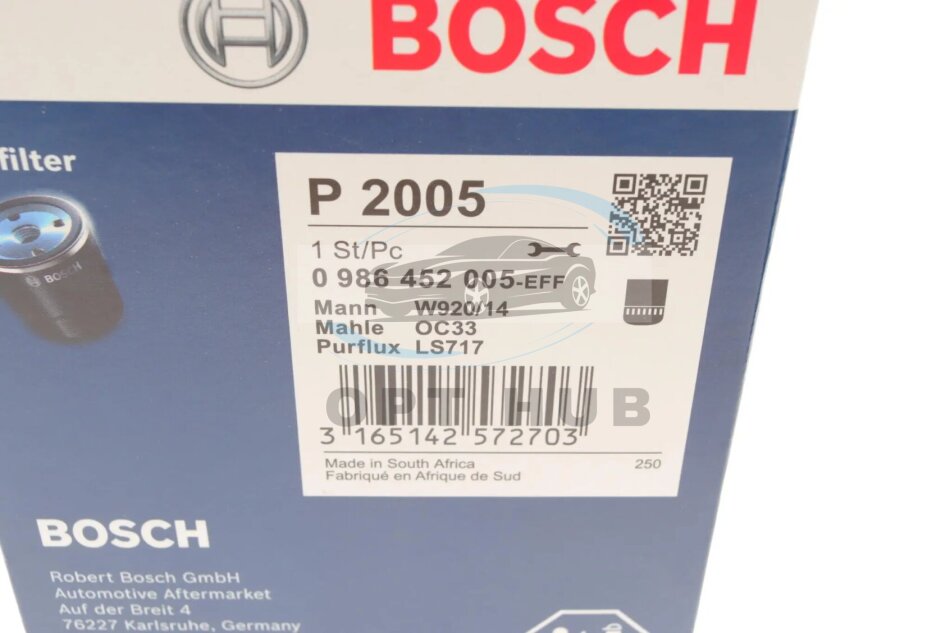 BOSCH
filter
BOSCH
P 2005
1 St/Pc
0 986 452 005-EFF
Mann W920/14
Mahle OC33
Purflux LS717
OPT HUB
3 165142 572703
Made in South Africa 250
Fabriqué en Afrique de Sud
BOSCH
Robert Bosch GmbH
Automotive Aftermarket
Auf der Breit 4
76227 Karlsruhe, Germany